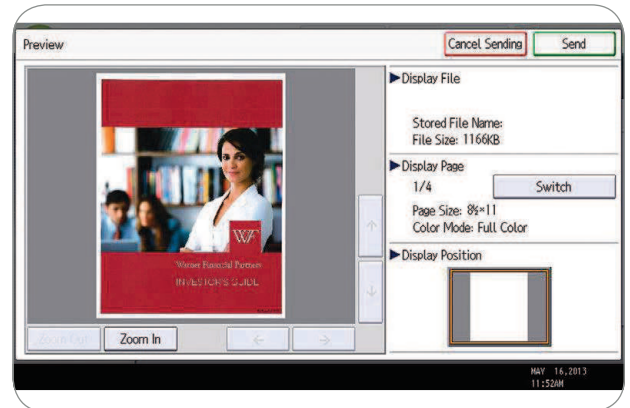 Preview
Cancel Sending
Send
►Display File
Stored File Name:
File Size: 1166KB
►Display Page
1/4
Switch
Page Size: 8½×11
Color Mode: Full Color
►Display Position
WF
Warner Financial Partners
INVESTOR'S GUIDE
Zoom Out
Zoom In
MAY 16,2013
11:52AM